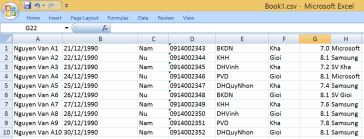 Book1.csv - Microsoft Excel
Home Insert Page Layout Formulas Data Review View
G22 fx
A B C D E F G H
1 Nguyen Van A1 21/12/1990 Nam 0914002343 BKDN Kha 7.0 Microsoft
2 Nguyen Van A2 22/12/1990 Nu 0914002344 KHH Gioi 8.1 Samsung
3 Nguyen Van A3 23/12/1990 Nam 0914002345 DHVinh Kha 7.2 SV Kha
4 Nguyen Van A4 24/12/1990 Nu 0914002346 PVD Gioi 8.1 Microsoft
5 Nguyen Van A5 25/12/1990 Nam 0914002347 DHQuyNhon Kha 7.4 Samsung
6 Nguyen Van A6 26/12/1990 Nu 0914002348 BKDN Gioi 8.1 SV Gioi
7 Nguyen Van A7 27/12/1990 Nam 0914002349 KHH Kha 7.6 Samsung
8 Nguyen Van A8 28/12/1990 Nu 0914002350 DHVinh Gioi 8.1 Samsung
9 Nguyen Van A9 29/12/1990 Nam 0914002351 PVD Kha 7.8 Samsung
10 Nguyen Van A10 30/12/1990 Nam 0914002352 DHQuyNhon Gioi 8.1 Samsung